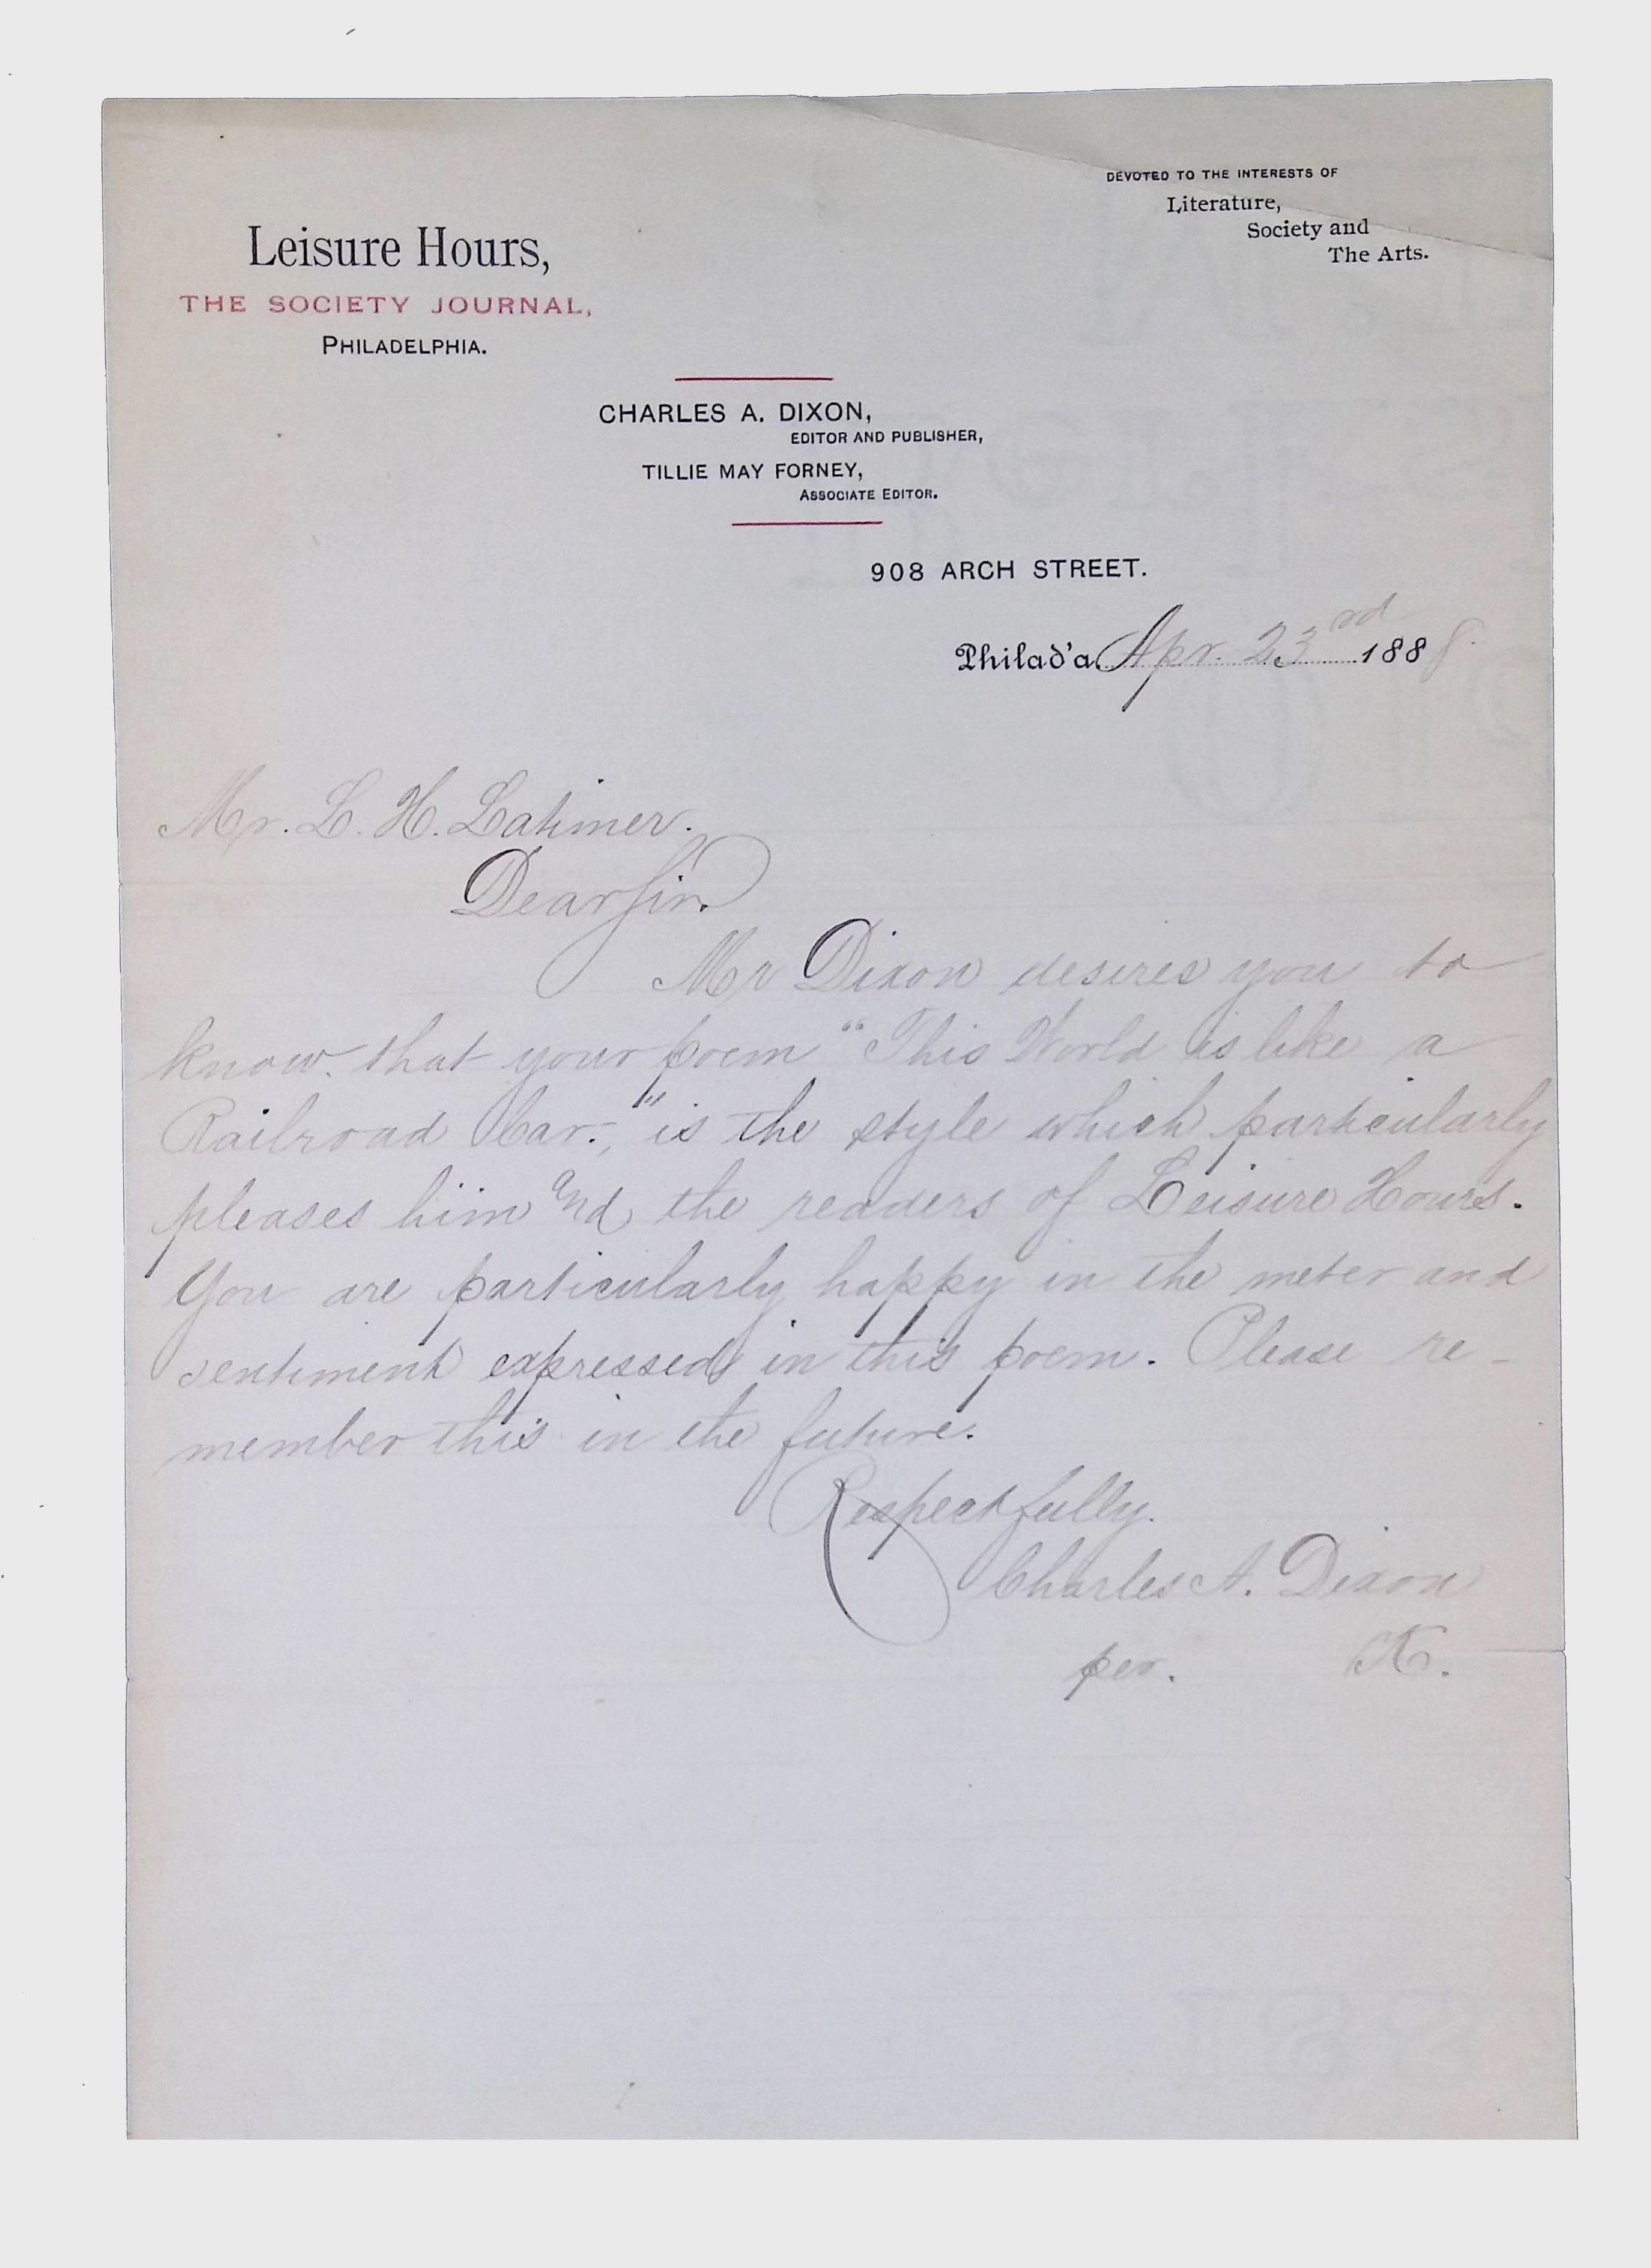 DEVOTED TO THE INTERESTS OF
Literature,
Society and
The Arts.
Leisure Hours,
THE SOCIETY JOURNAL,
PHILADELPHIA.
CHARLES A. DIXON,
EDITOR AND PUBLISHER,
TILLIE MAY FORNEY,
ASSOCIATE EDITOR.
908 ARCH STREET.
Philad'a, Apr. 23rd 1888.
Mr. L. H. Latimer.
Dear Sir.
Mr Dixon desires you to
know. that your poem "This World is like a
Railroad Car.," is the style which particularly
pleases him and the readers of Leisure Hours.
You are particularly happy in the meter and
sentiment expressed in this poem. Please re-
member this in the future.
Respectfully.
Charles A. Dixon
per.